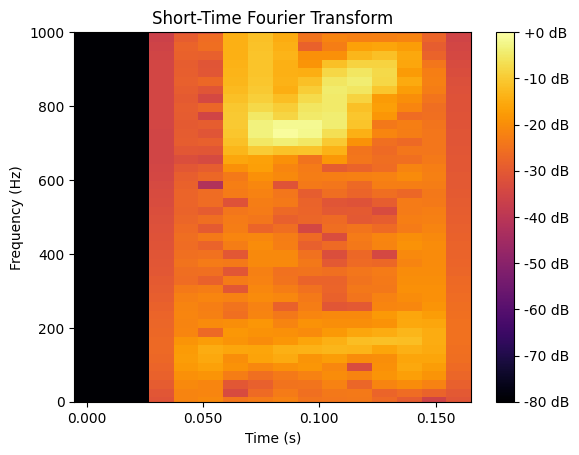 Short-Time Fourier Transform
Frequency (Hz)
1000
800
600
400
200
0
0.000
0.050
0.100
0.150
Time (s)
+0 dB
-10 dB
-20 dB
-30 dB
-40 dB
-50 dB
-60 dB
-70 dB
-80 dB